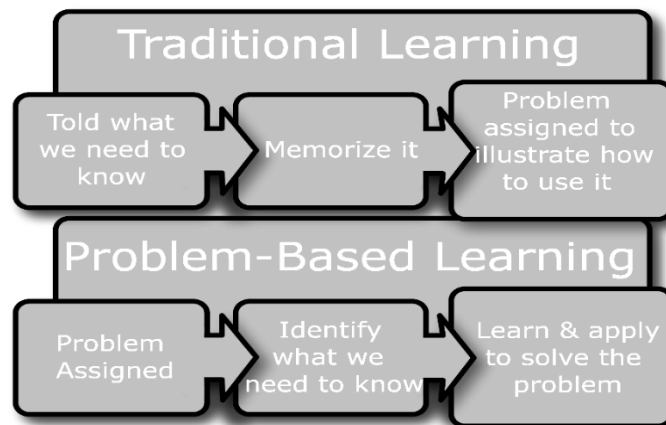 Traditional Learning
Told what
we need to
know
Memorize it
Problem
assigned to
illustrate how
to use it
Problem-Based Learning
Problem
Assigned
Identify
what we
need to know
Learn & apply
to solve the
problem